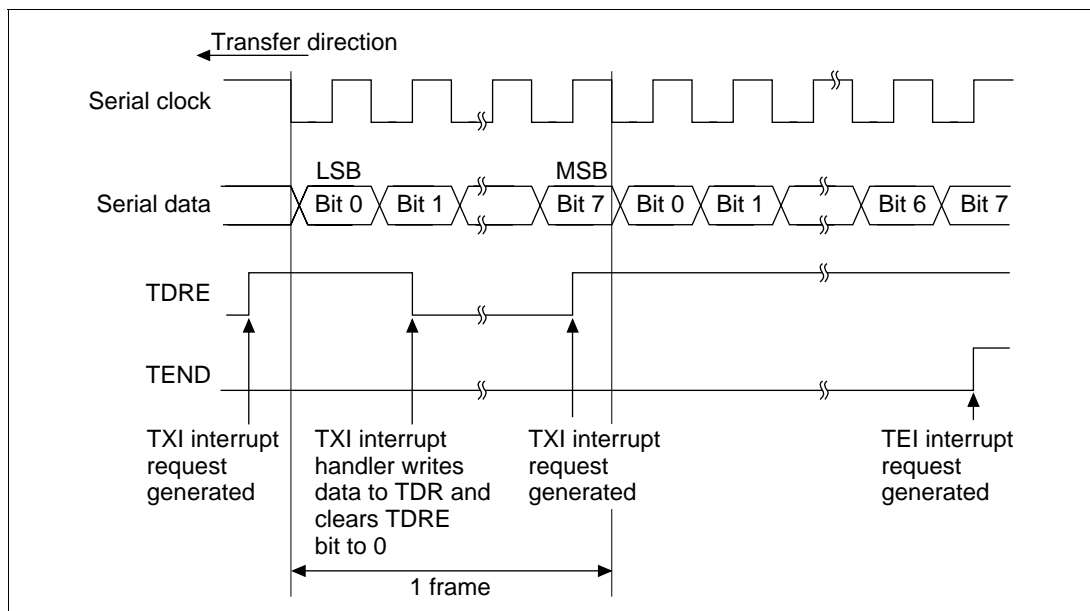 Transfer direction
Serial clock
LSB
MSB
Serial data
Bit 0
Bit 1
Bit 7
Bit 0
Bit 1
Bit 6
Bit 7
TDRE
TEND
TXI interrupt
request
generated
TXI interrupt
handler writes
data to TDR and
clears TDRE
bit to 0
TXI interrupt
request
generated
TEI interrupt
request
generated
1 frame